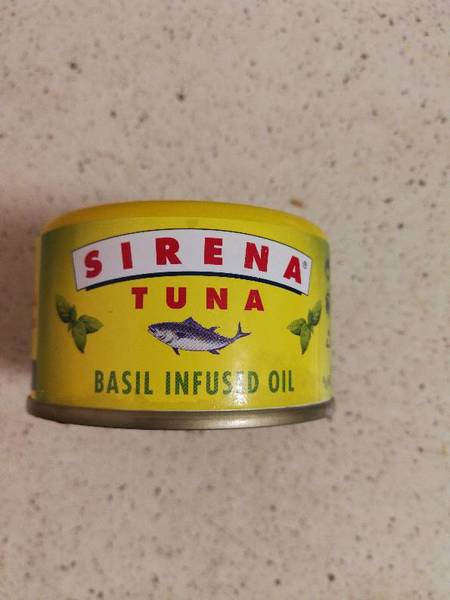 SIRENA®
TUNA
BASIL INFUSED OIL